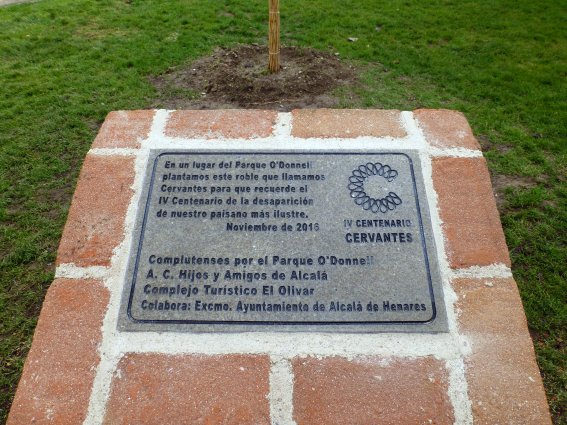 En un lugar del Parque O'Donnell
plantamos este roble que llamamos
Cervantes para que recuerde el
IV Centenario de la desaparición
de nuestro paisano más ilustre.
Noviembre de 2016
IV CENTENARIO
CERVANTES
Complutenses por el Parque O'Donnell
A. C. Hijos y Amigos de Alcalá
Complejo Turístico El Olivar
Colabora: Excmo. Ayuntamiento de Alcalá de Henares